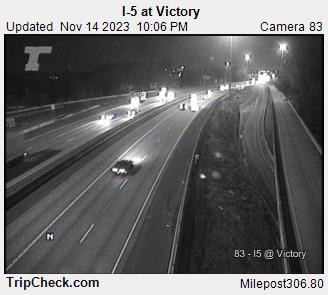 I-5 at Victory
Updated Nov 14 2023 10:06 PM Camera 83
T
N
83 - I5 @ Victory
TripCheck.com Milepost306.80